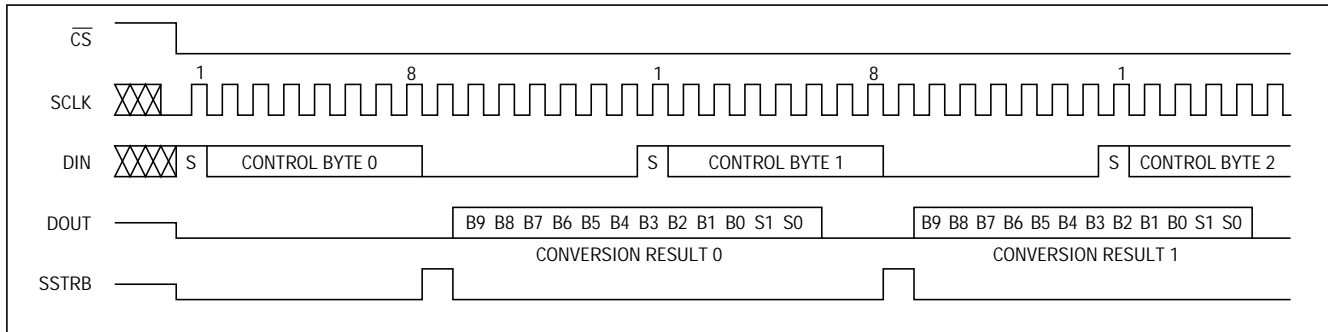 CS
1 8 1 8 1
SCLK
DIN S CONTROL BYTE 0 S CONTROL BYTE 1 S CONTROL BYTE 2
DOUT B9 B8 B7 B6 B5 B4 B3 B2 B1 B0 S1 S0 B9 B8 B7 B6 B5 B4 B3 B2 B1 B0 S1 S0
CONVERSION RESULT 0 CONVERSION RESULT 1
SSTRB